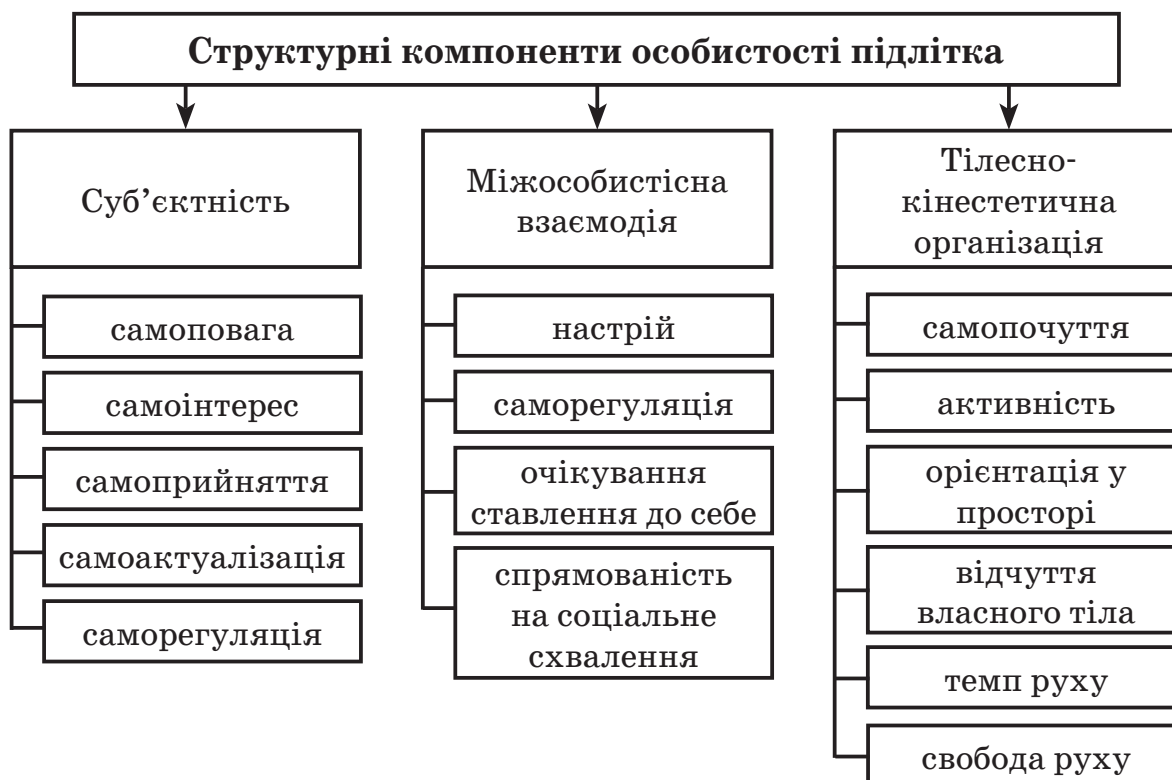 Структурні компоненти особистості підлітка
Суб’єктність
самоповага
самоінтерес
самоприйняття
самоактуалізація
саморегуляція
Міжособистісна
взаємодія
настрій
саморегуляція
очікування
ставлення до себе
спрямованість
на соціальне
схвалення
Тілесно-
кінестетична
організація
самопочуття
активність
орієнтація у
просторі
відчуття
власного тіла
темп руху
свобода руху